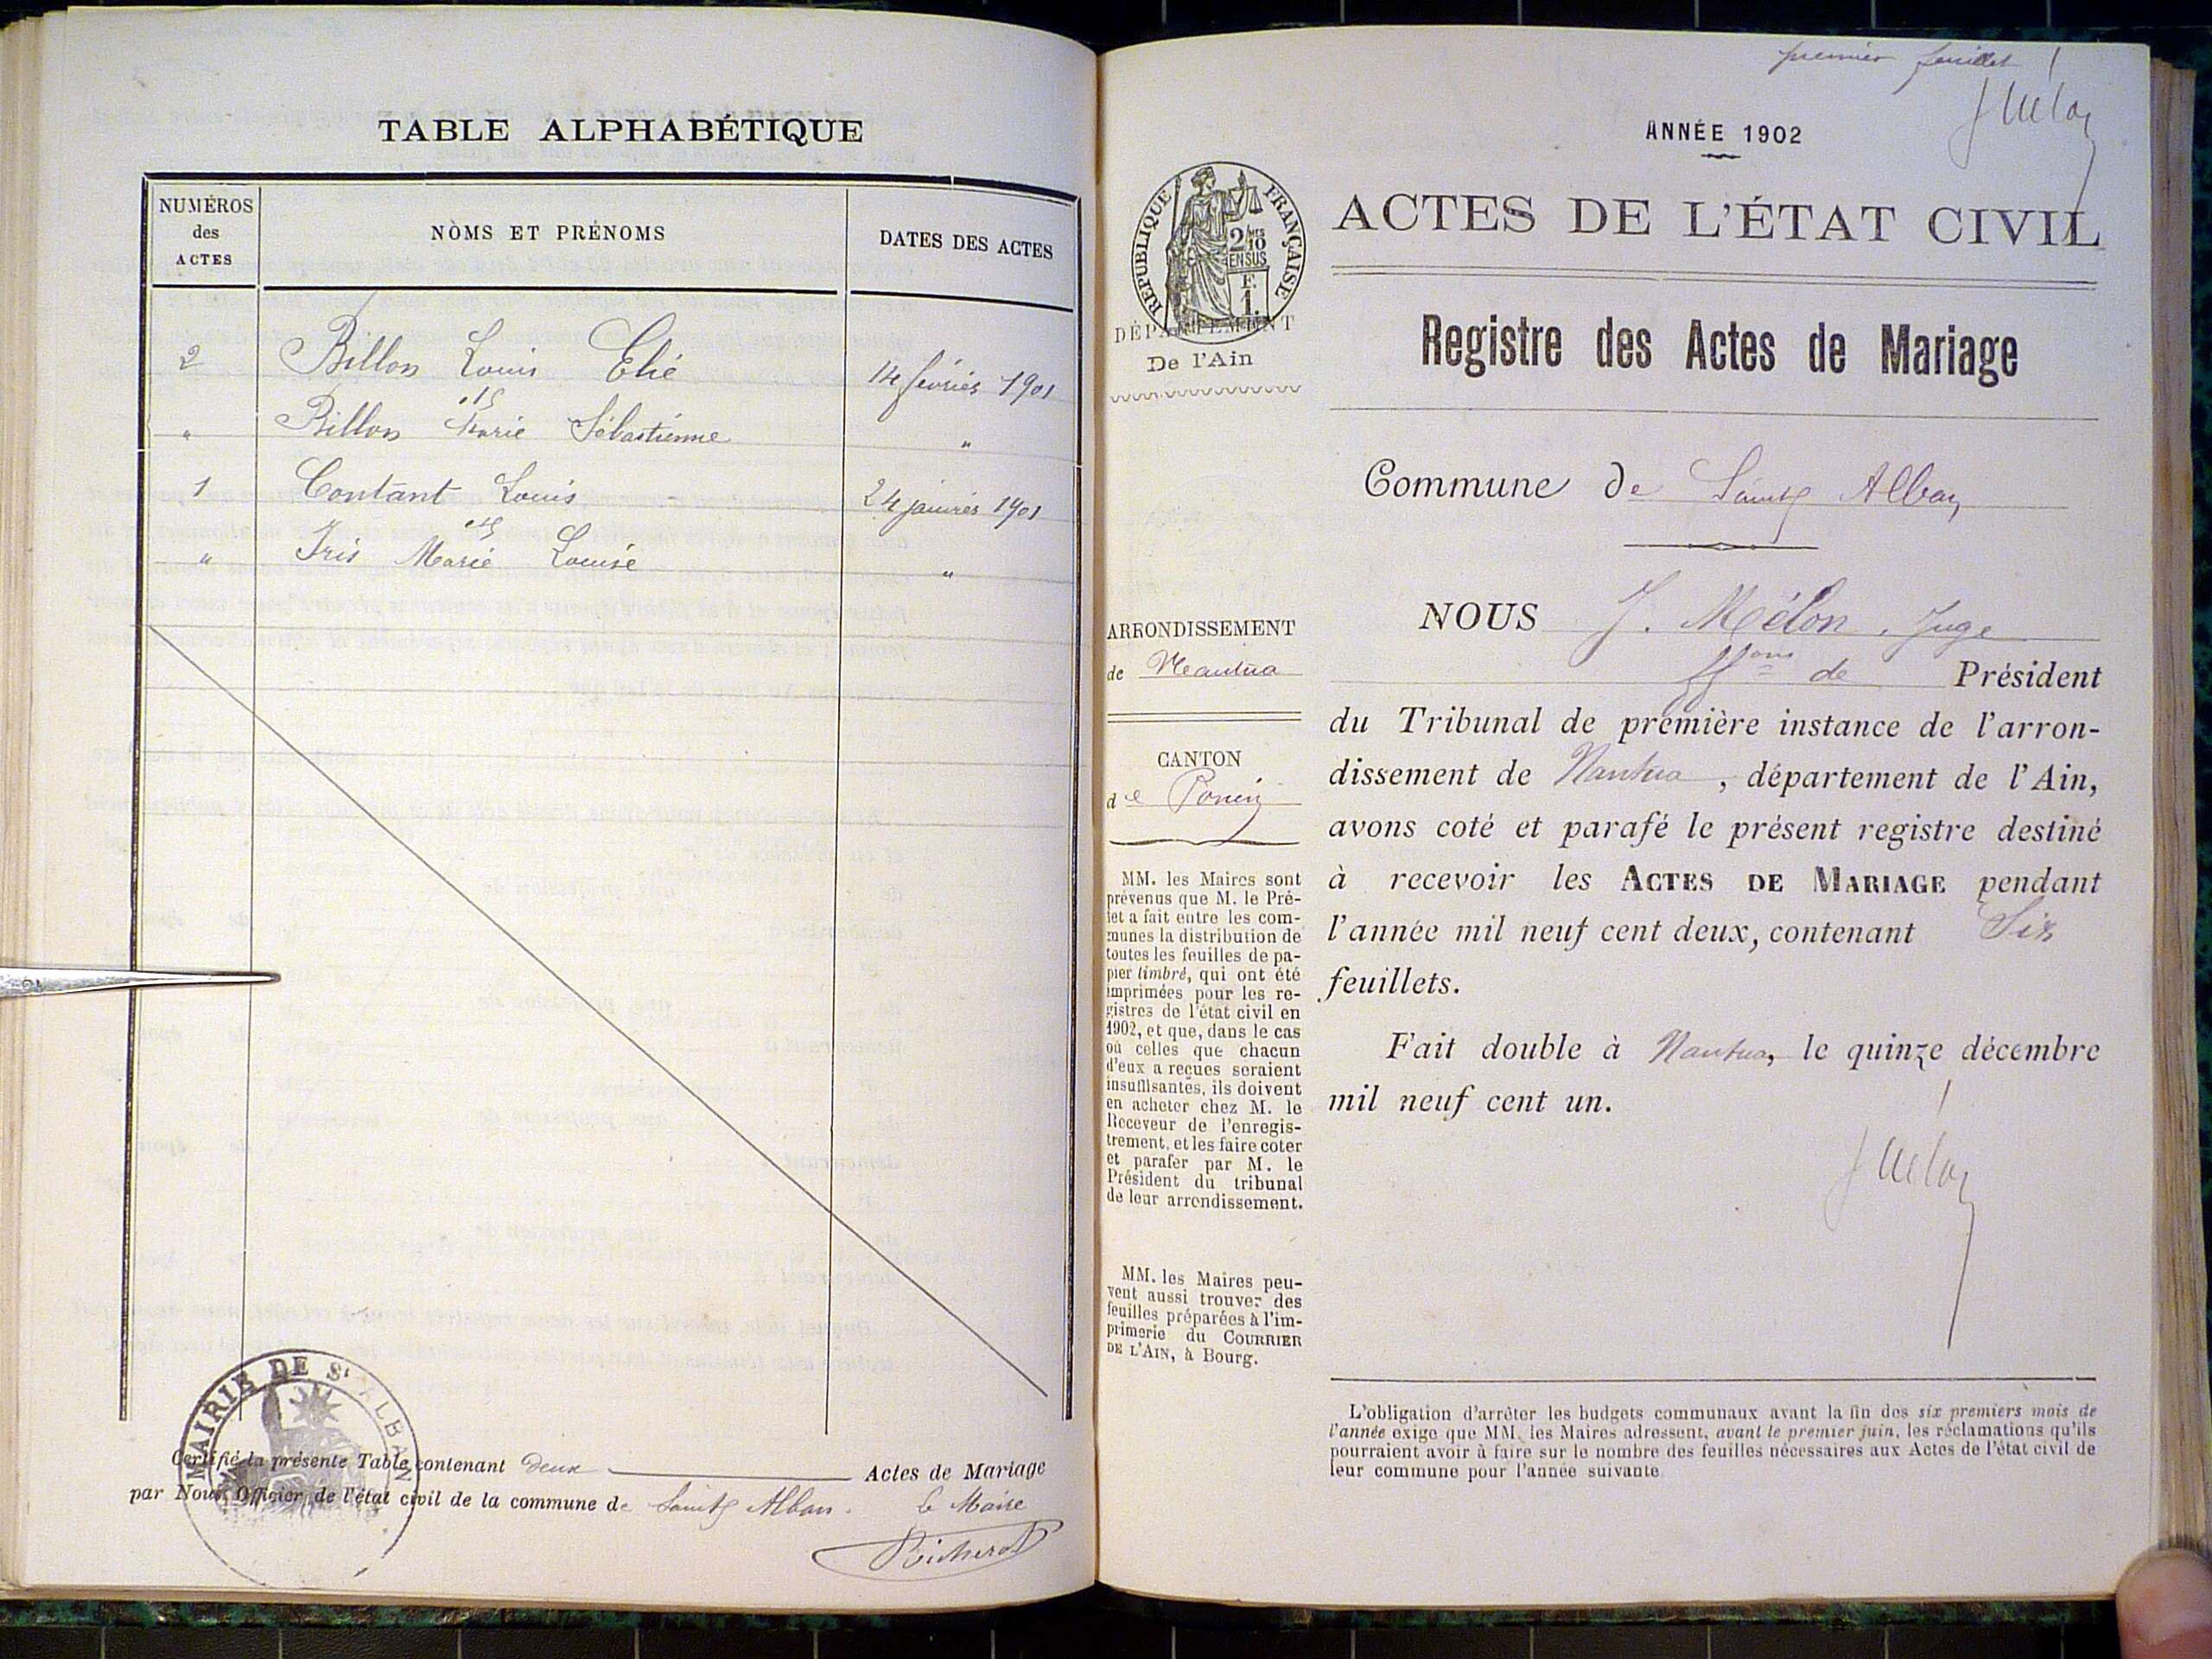 TABLE ALPHABÉTIQUE
NUMÉROS des ACTES
NOMS ET PRÉNOMS
DATES DES ACTES
2 Billon Louis Elie 14 février 1901
et
" Billon Marie Sébastienne "
1 Contant Louis 24 janvier 1901
et
" Iris Marie Louise "
MAIRIE DE St ALBAN
Certifié la présente Table contenant deux Actes de Mariage
par Nous Officier de l'état civil de la commune de Saint Alban. Le Maire
premier feuillet
ANNÉE 1902
RÉPUBLIQUE FRANÇAISE
2/10 EN SUS
F. 1.
DÉPARTEMENT
De l'Ain
ARRONDISSEMENT
de Nantua
CANTON
de Poncin
MM. les Maires sont
prévenus que M. le Pré-
fet a fait entre les com-
munes la distribution de
toutes les feuilles de pa-
pier timbré, qui ont été
imprimées pour les re-
gistres de l'état civil en
1902, et que, dans le cas
où celles que chacun
d'eux a reçues seraient
insuffisantes, ils doivent
en acheter chez M. le
Receveur de l'enregis-
trement, et les faire coter
et parafer par M. le
Président du tribunal
de leur arrondissement.
MM. les Maires peu-
vent aussi trouver des
feuilles préparées à l'im-
primerie du COURRIER
DE L'AIN, à Bourg.
ACTES DE L'ÉTAT CIVIL
Registre des Actes de Mariage
Commune de Saint Alban
NOUS J. Mélon, Juge
ff ons de Président
du Tribunal de première instance de l'arron-
dissement de Nantua, département de l'Ain,
avons coté et parafé le présent registre destiné
à recevoir les ACTES DE MARIAGE pendant
l'année mil neuf cent deux, contenant Six
feuillets.
Fait double à Nantua, le quinze décembre
mil neuf cent un.
L'obligation d'arrêter les budgets communaux avant la fin des six premiers mois de
l'année exige que MM. les Maires adressent, avant le premier juin, les réclamations qu'ils
pourraient avoir à faire sur le nombre des feuilles nécessaires aux Actes de l'état civil de
leur commune pour l'année suivante.